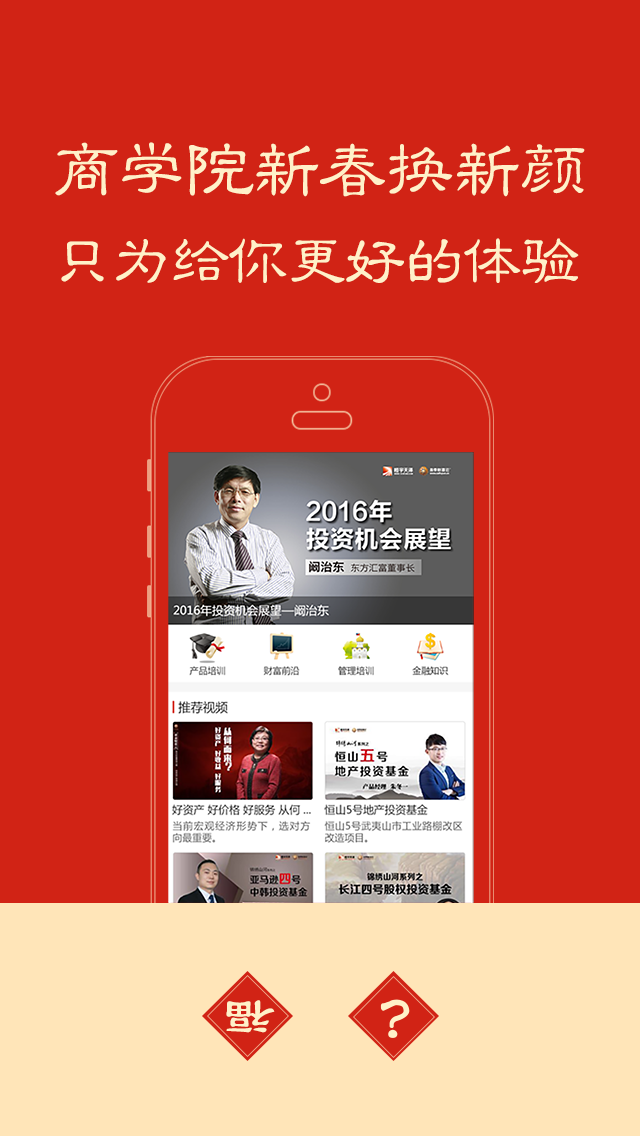 商学院新春换新颜
只为给你更好的体验
2016年
投资机会展望
阚治东 东方汇富董事长
2016年投资机会展望—阚治东
产品培训 财富前沿 管理培训 金融知识
推荐视频
从何而来?
好资产 好收益 好服务
恒山五号
地产投资基金
产品经理 朱冬一
好资产 好价格 好服务 从何 ...
当前宏观经济形势下，选对方
向最重要。
恒山5号地产投资基金
恒山5号武夷山市工业路棚改区
改造项目。
亚马逊四号
中韩投资基金
锦绣山河系列之
长江四号股权投资基金
福 ?